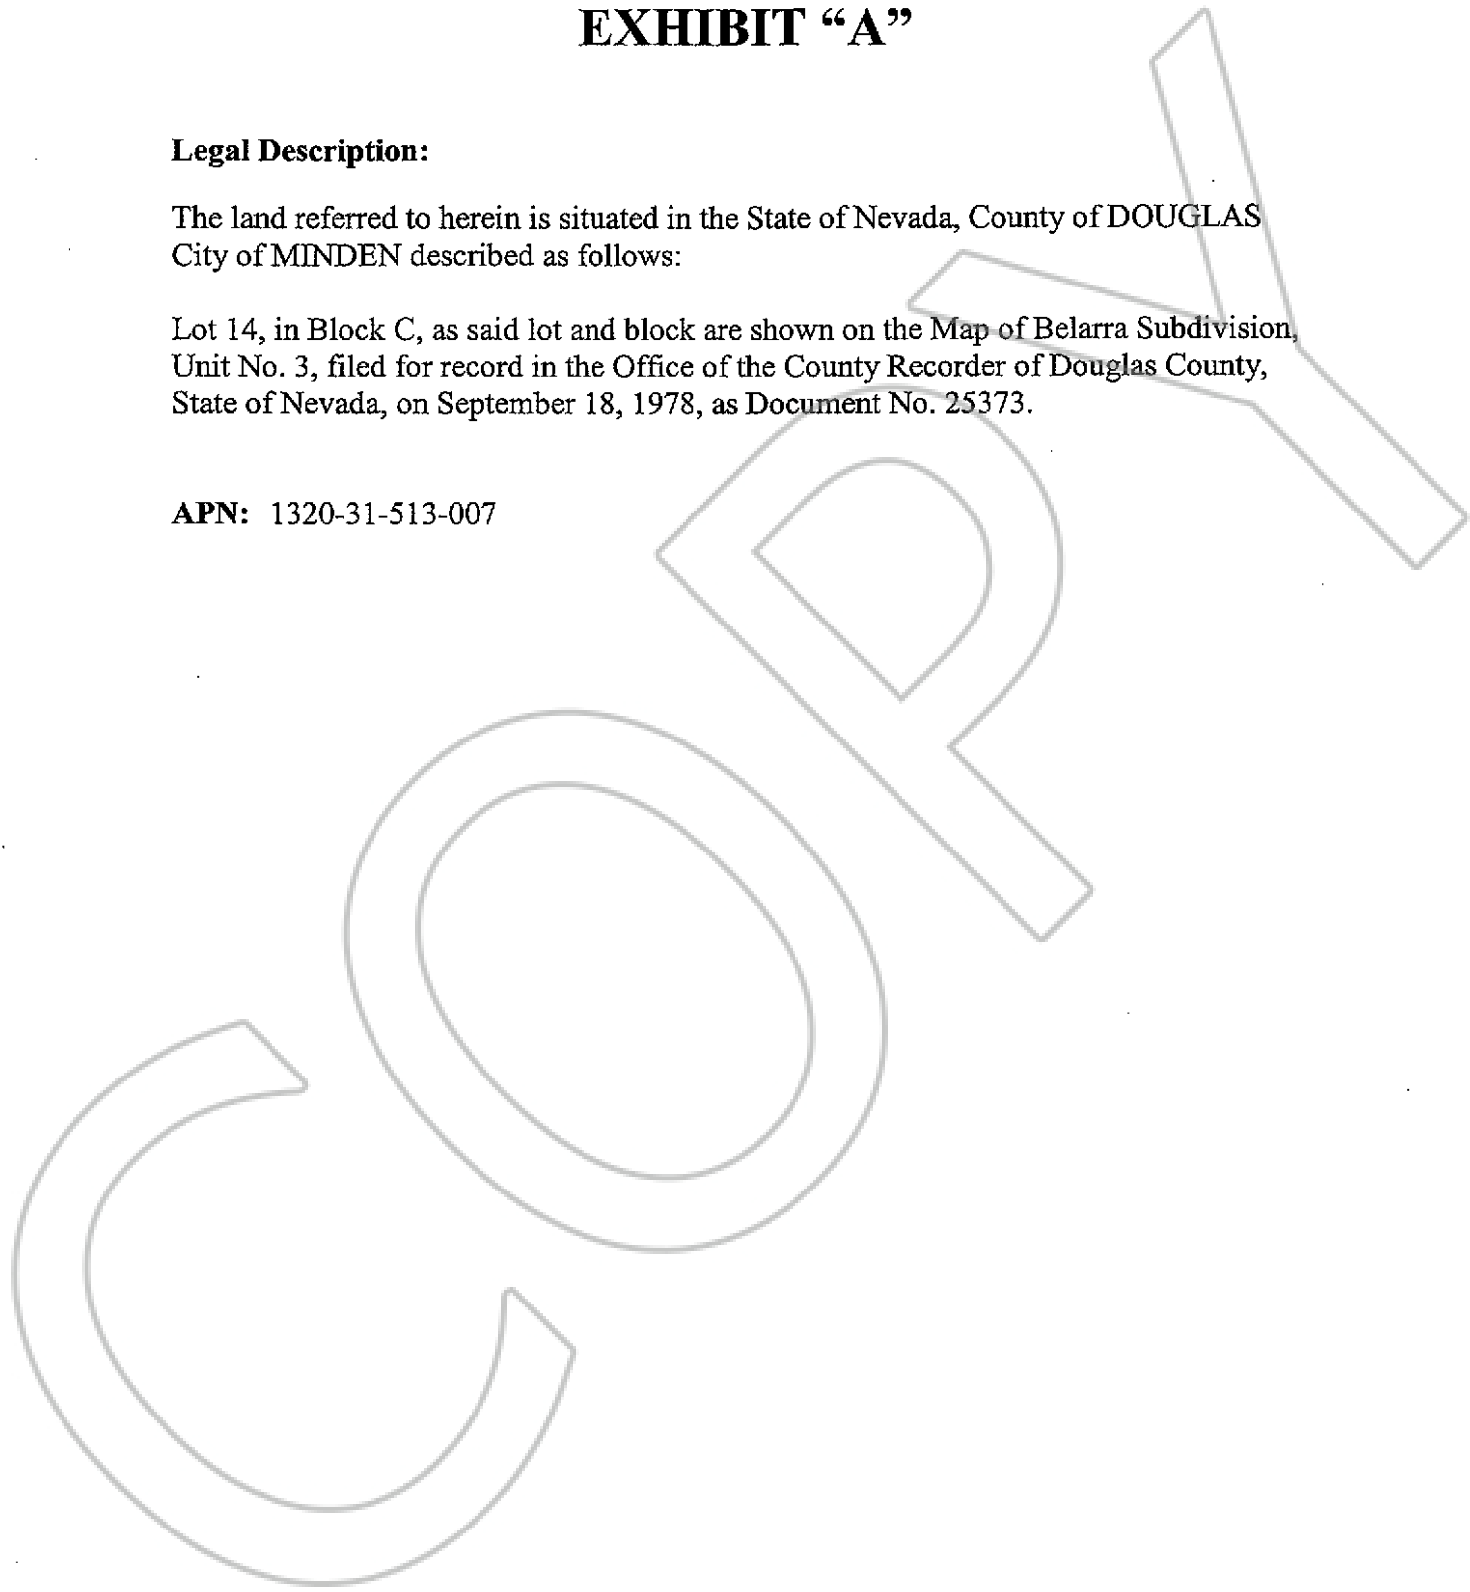 EXHIBIT “A”
Legal Description:
The land referred to herein is situated in the State of Nevada, County of DOUGLAS
City of MINDEN described as follows:
Lot 14, in Block C, as said lot and block are shown on the Map of Belarra Subdivision,
Unit No. 3, filed for record in the Office of the County Recorder of Douglas County,
State of Nevada, on September 18, 1978, as Document No. 25373.
APN: 1320-31-513-007
COPY